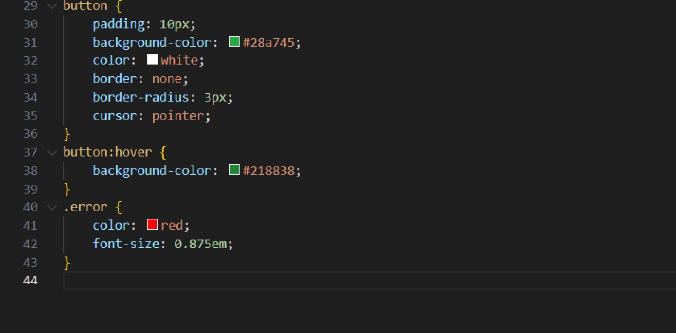 29 button {
30 padding: 10px;
31 background-color: #28a745;
32 color: white;
33 border: none;
34 border-radius: 3px;
35 cursor: pointer;
36 }
37 button:hover {
38 background-color: #218838;
39 }
40 .error {
41 color: red;
42 font-size: 0.875em;
43 }
44